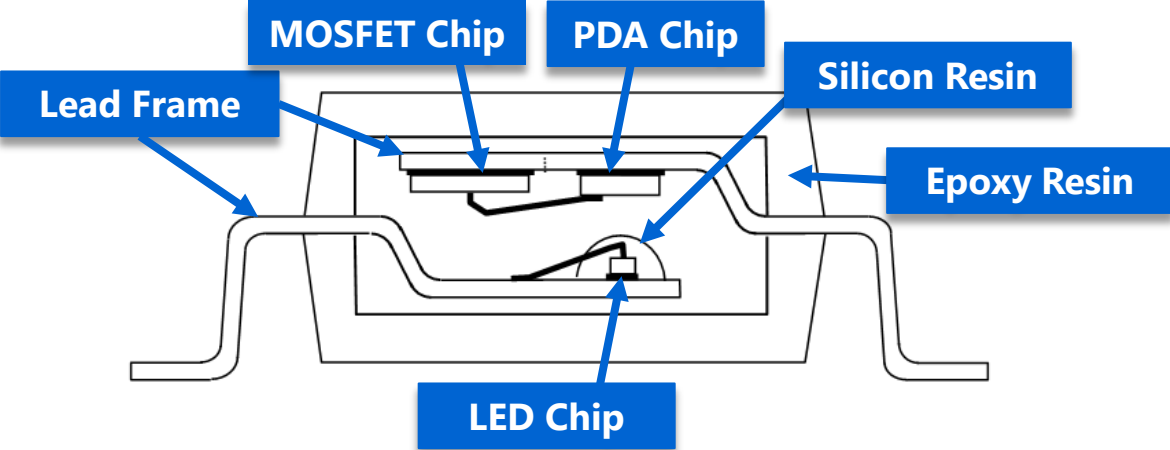 MOSFET Chip
PDA Chip
Silicon Resin
Lead Frame
Epoxy Resin
LED Chip